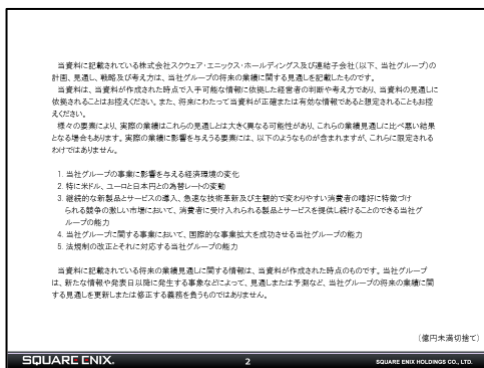 当資料に記載されている株式会社スクウェア・エニックス・ホールディングス及び連結子会社(以下、当社グループ)の
計画、見通し、戦略及び考え方は、当社グループの将来の業績に関する見通しを記載したものです。
当資料は、当資料が作成された時点で入手可能な情報に依拠した経営者の判断や考え方であり、当資料の見通しに
依拠されることはお控えください。また、将来にわたって当資料が正確または有効な情報であると限定されることもお控
えください。
様々の要素により、実際の業績はこれらの見通しとは大きく異なる可能性があり、これらの業績見通しに比べ悪い結果
となる場合もあります。実際の業績に影響を与えうる要素には、以下のようなものが含まれますが、これらに限定される
わけではありません。
1. 当社グループの事業に影響を与える経済環境の変化
2. 特に米ドル、ユーロと日本円との為替レートの変動
3. 継続的な新製品とサービスの導入、急速な技術革新及び主観的で変わりやすい消費者の嗜好に特徴づけ
られる競争の激しい市場において、消費者に受け入れられる製品とサービスを提供し続けることのできる当社グ
ループの能力
4. 当社グループに関する事業において、国際的な事業拡大を成功させる当社グループの能力
5. 法規制の改正とそれに対応する当社グループの能力
当資料に記載されている将来の業績見通しに関する情報は、当資料が作成された時点のものです。当社グループ
は、新たな情報や発表日以降に発生する事象などによって、見通しまたは予測など、当社グループの将来の業績に関
する見通しを更新しまたは修正する義務を負うものではありません。
(億円未満切捨て)
SQUARE ENIX.
2
SQUARE ENIX HOLDINGS CO., LTD.